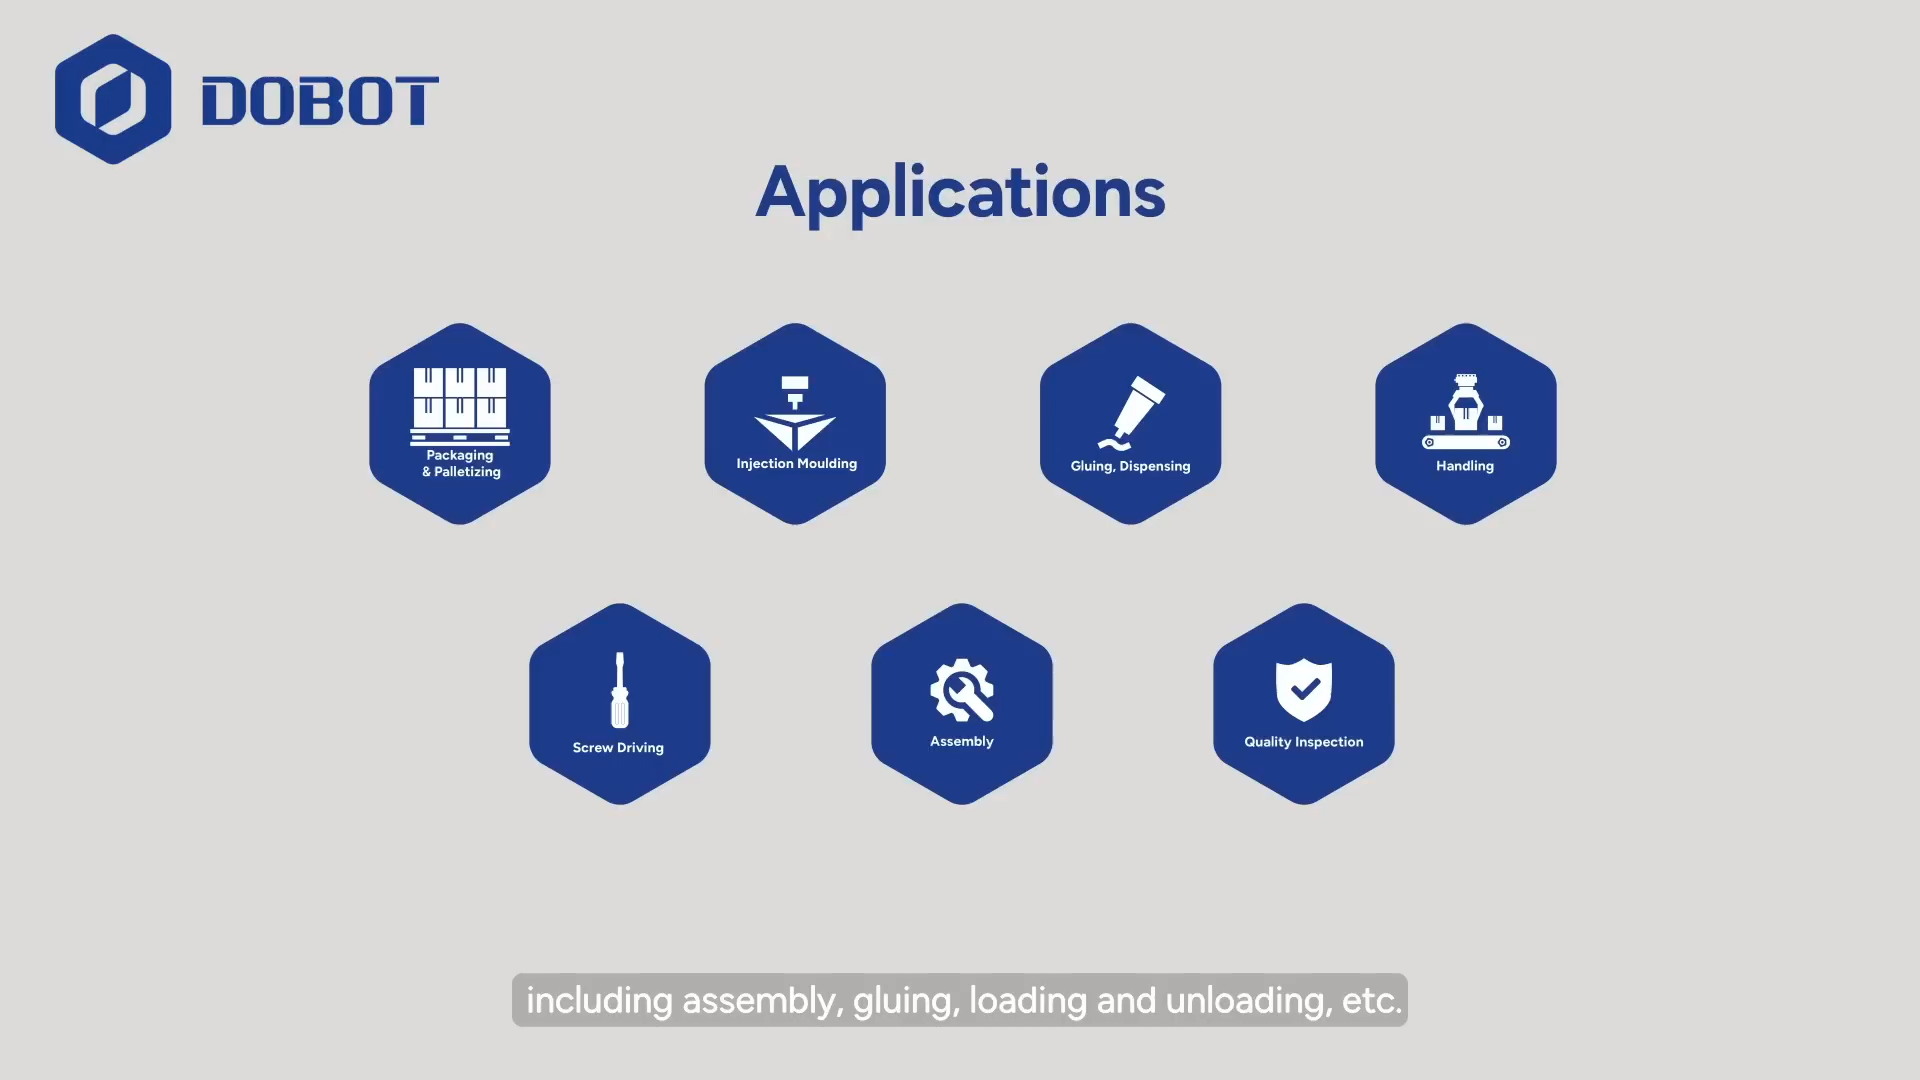 DOBOT
Applications
Packaging
& Palletizing
Injection Moulding
Gluing, Dispensing
Handling
Screw Driving
Assembly
Quality Inspection
including assembly, gluing, loading and unloading, etc.